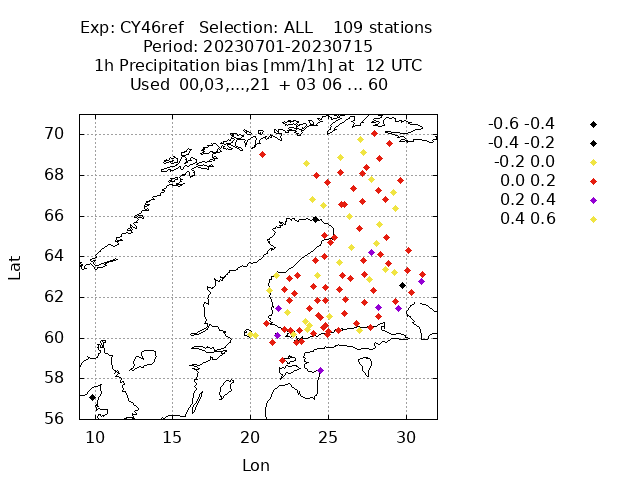 Exp: CY46ref Selection: ALL 109 stations
Period: 20230701-20230715
1h Precipitation bias [mm/1h] at 12 UTC
Used 00,03,...,21 + 03 06 ... 60
-0.6 -0.4
-0.4 -0.2
-0.2 0.0
0.0 0.2
0.2 0.4
0.4 0.6
70
68
66
64
62
60
58
56
Lat
10 15 20 25 30
Lon